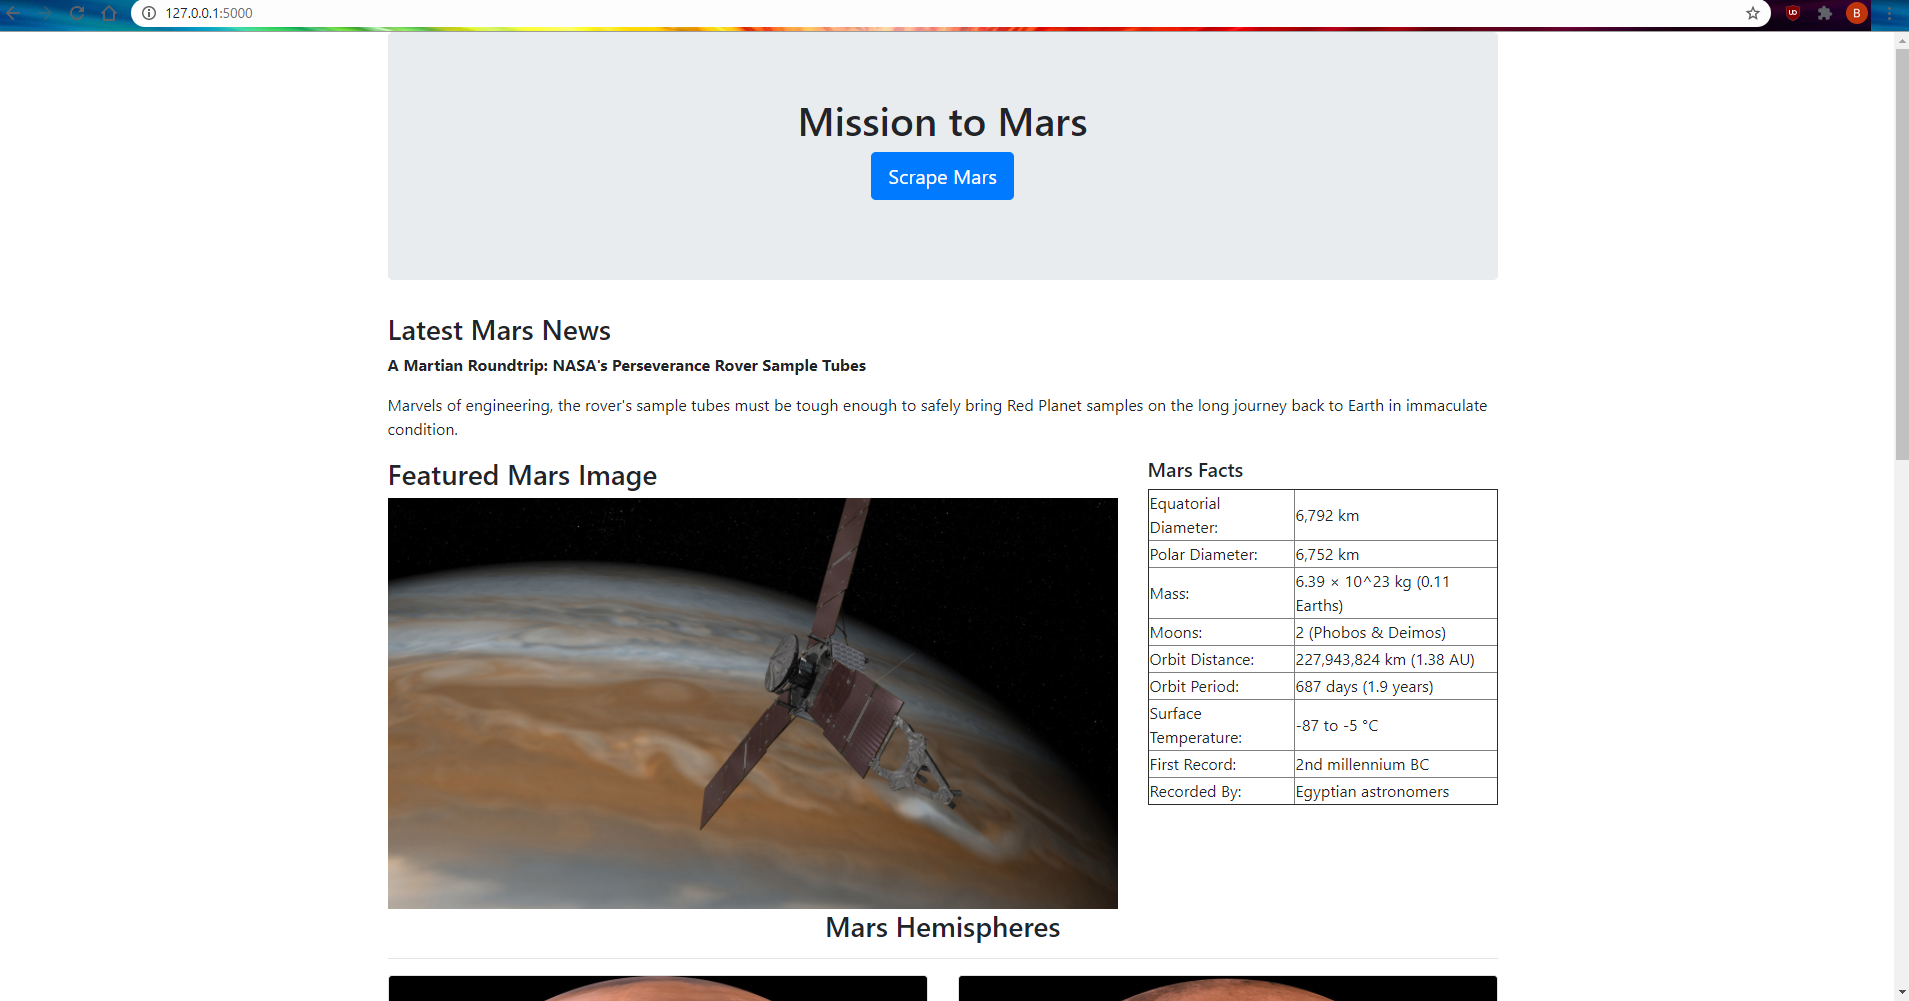 127.0.0.1:5000
B
Mission to Mars
Scrape Mars
Latest Mars News
A Martian Roundtrip: NASA's Perseverance Rover Sample Tubes
Marvels of engineering, the rover's sample tubes must be tough enough to safely bring Red Planet samples on the long journey back to Earth in immaculate
condition.
Featured Mars Image
Mars Facts
Equatorial
Diameter:
6,792 km
Polar Diameter:
6,752 km
Mass:
6.39 × 10^23 kg (0.11
Earths)
Moons:
2 (Phobos & Deimos)
Orbit Distance:
227,943,824 km (1.38 AU)
Orbit Period:
687 days (1.9 years)
Surface
Temperature:
-87 to -5 °C
First Record:
2nd millennium BC
Recorded By:
Egyptian astronomers
Mars Hemispheres